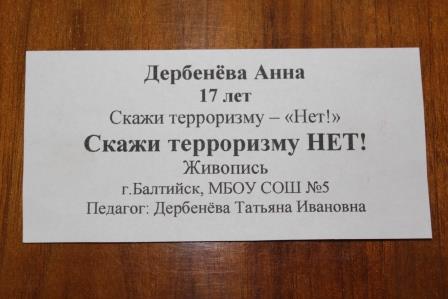 Дербенёва Анна
17 лет
Скажи терроризму – «Нет!»
Скажи терроризму НЕТ!
Живопись
г.Балтийск, МБОУ СОШ №5
Педагог: Дербенёва Татьяна Ивановна